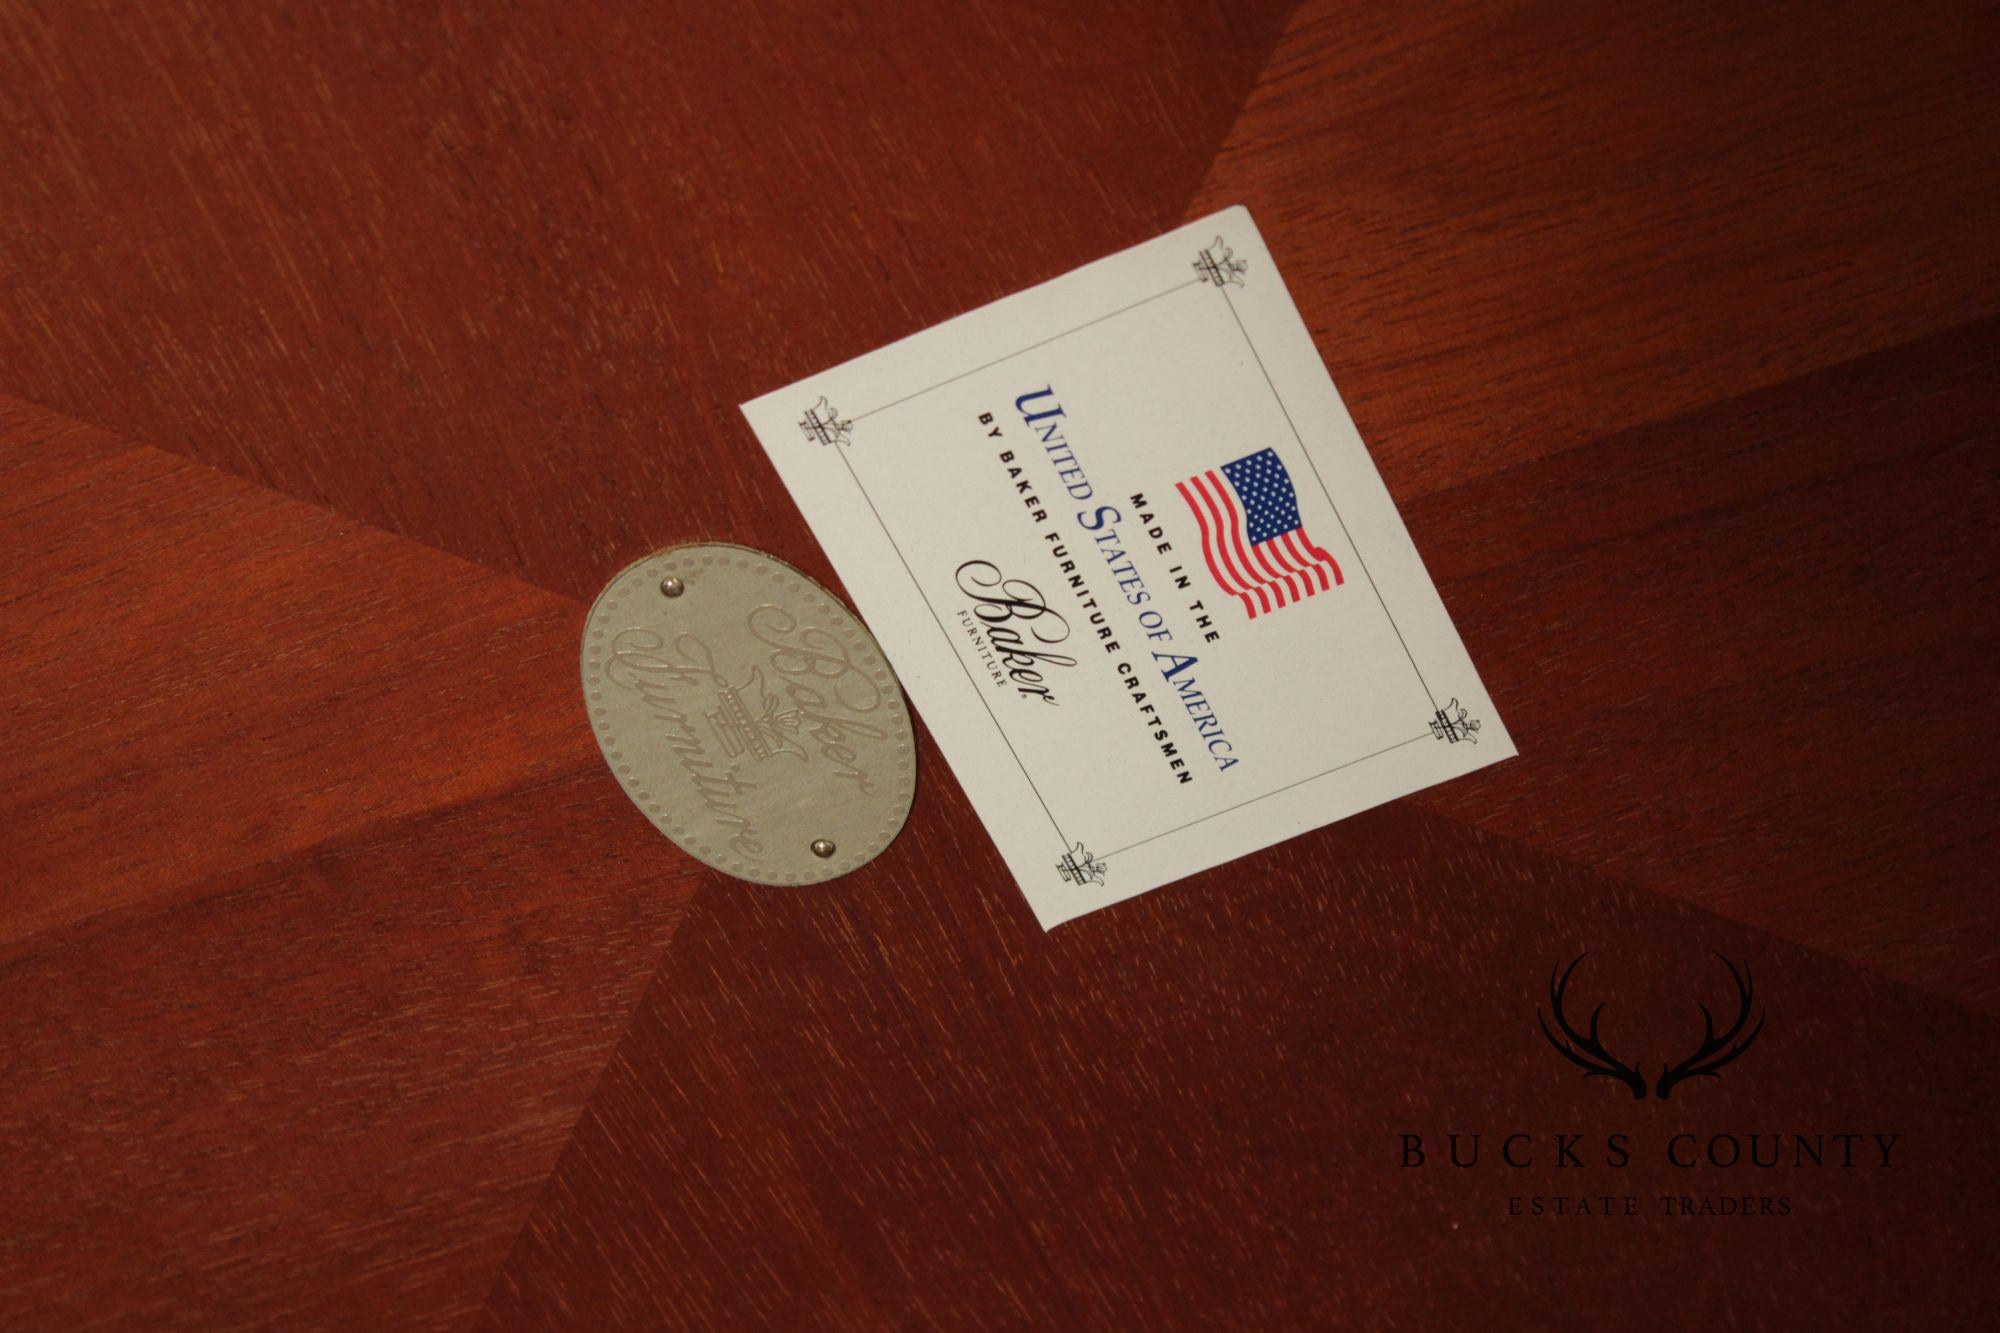 MADE IN THE
UNITED STATES OF AMERICA
BY BAKER FURNITURE CRAFTSMEN
Baker
FURNITURE
Baker
Furniture
BUCKS COUNTY
ESTATE TRADERS